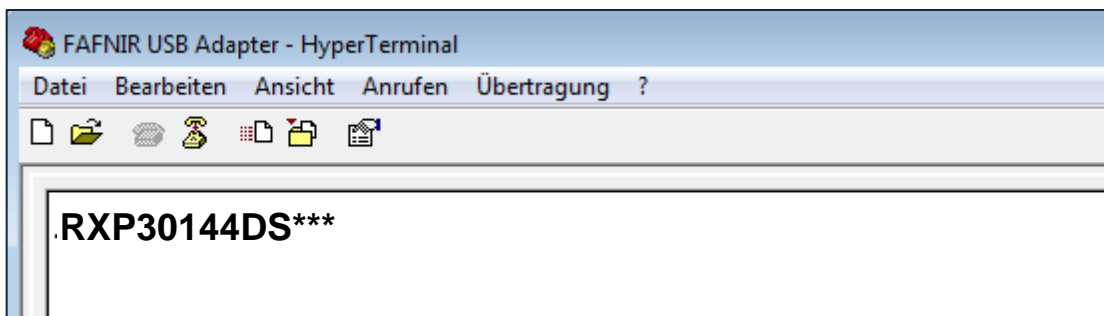 FAFNIR USB Adapter - HyperTerminal
Datei Bearbeiten Ansicht Anrufen Übertragung ?
.RXP30144DS***